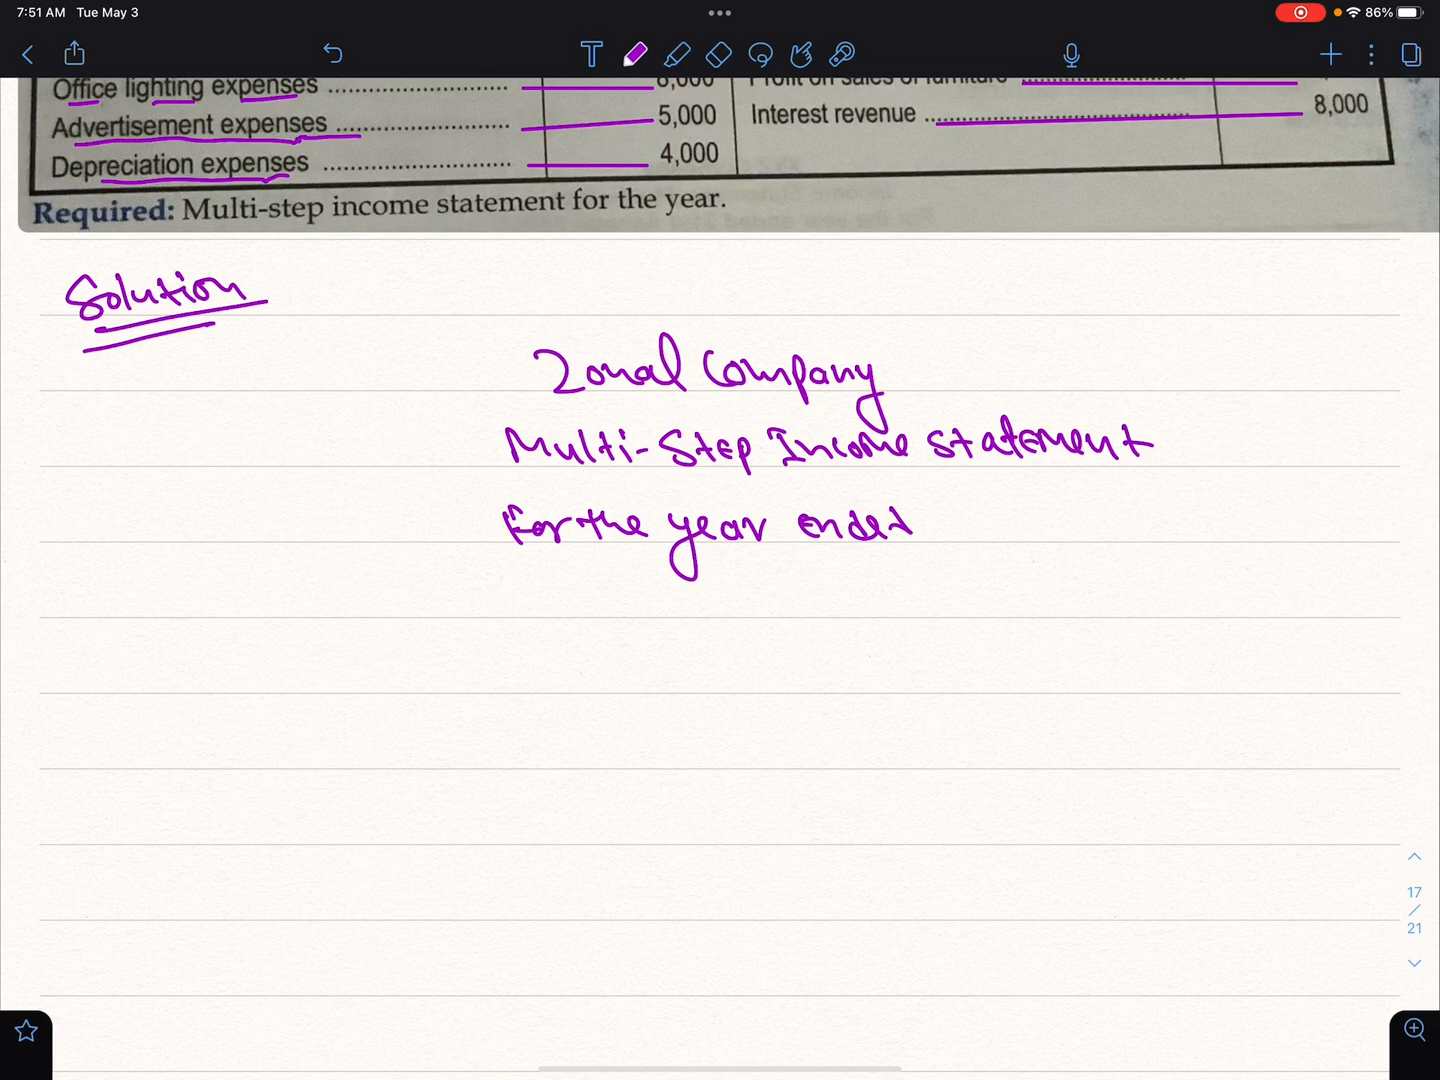 7:51 AM Tue May 3
86%
Office lighting expenses
Advertisement expenses 5,000 Interest revenue 8,000
Depreciation expenses 4,000
Required: Multi-step income statement for the year.
Solution
Zonal Company
Multi-Step Income Statement
For the year ended
17
/
21